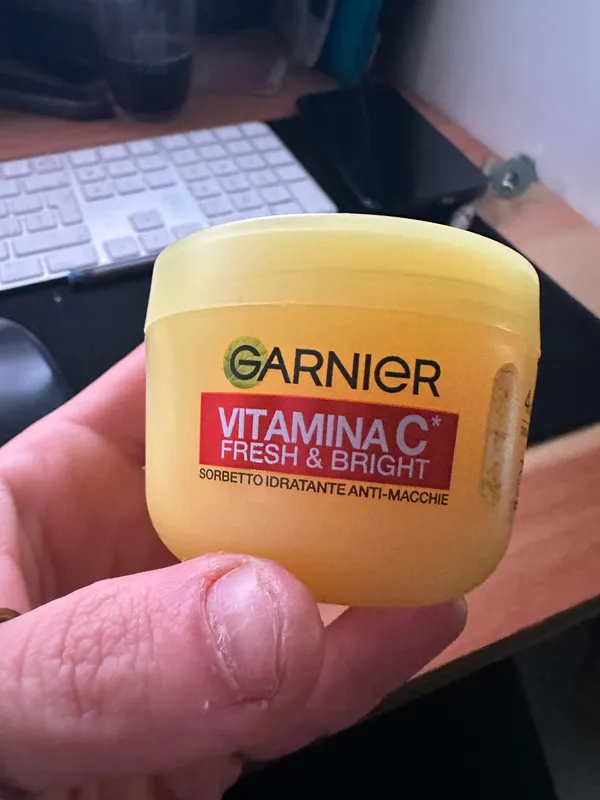 GARNIER
VITAMINA C*
FRESH & BRIGHT
SORBETTO IDRATANTE ANTI-MACCHIE